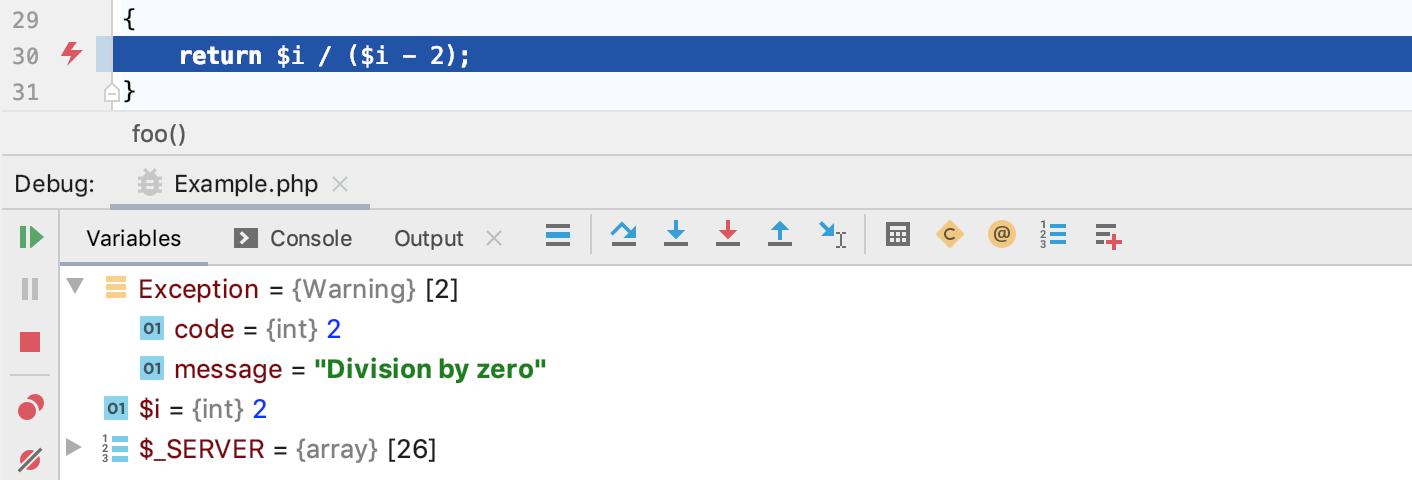 29 {
30 return $i / ($i - 2);
31 }
foo()
Debug: Example.php
Variables Console Output
Exception = {Warning} [2]
01 code = {int} 2
01 message = "Division by zero"
01 $i = {int} 2
$_SERVER = {array} [26]